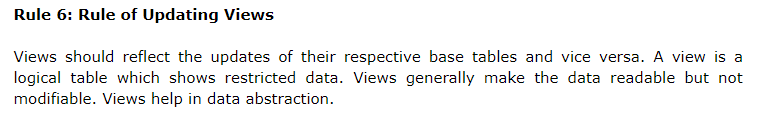 Rule 6: Rule of Updating Views
Views should reflect the updates of their respective base tables and vice versa. A view is a
logical table which shows restricted data. Views generally make the data readable but not
modifiable. Views help in data abstraction.